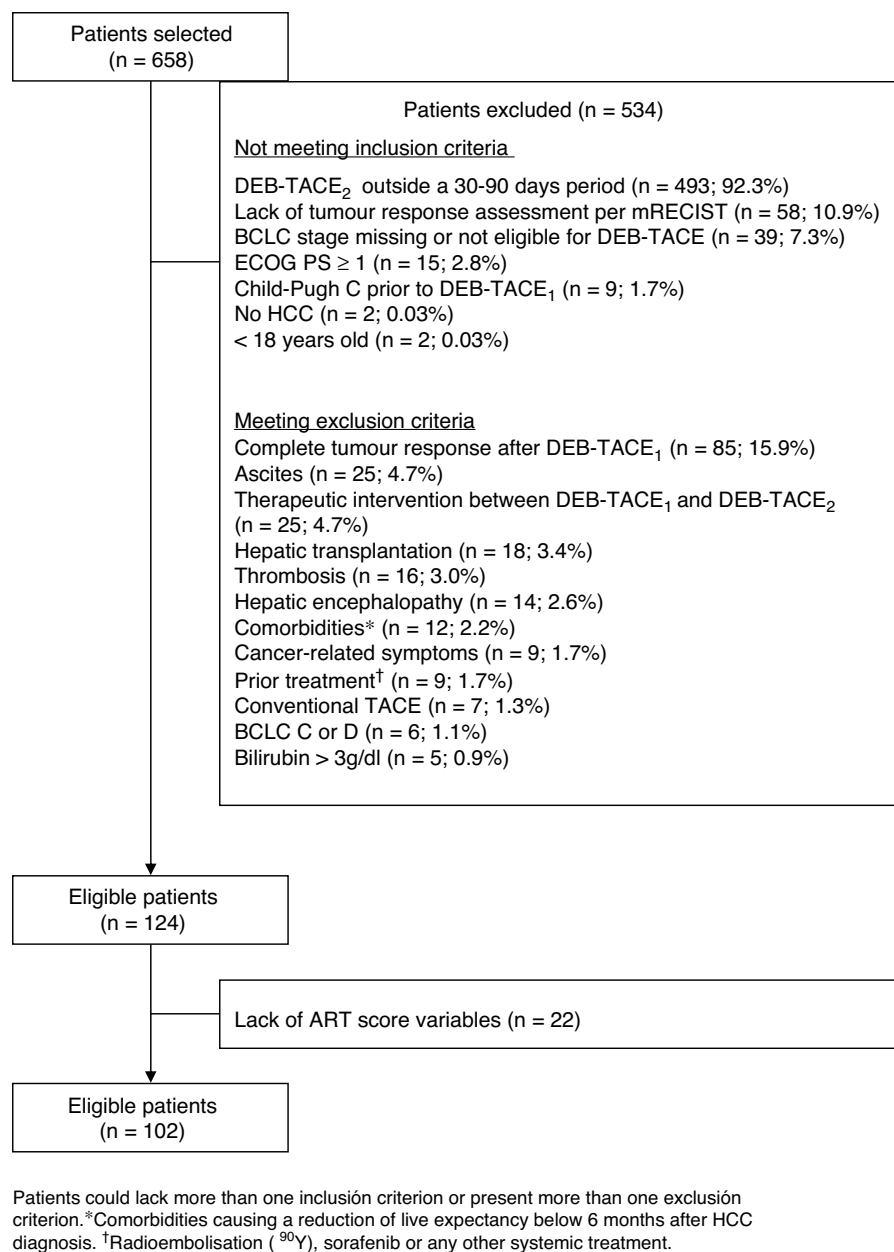 Patients selected
(n = 658)
Patients excluded (n = 534)
Not meeting inclusion criteria
DEB-TACE₂ outside a 30-90 days period (n = 493; 92.3%)
Lack of tumour response assessment per mRECIST (n = 58; 10.9%)
BCLC stage missing or not eligible for DEB-TACE (n = 39; 7.3%)
ECOG PS ≥ 1 (n = 15; 2.8%)
Child-Pugh C prior to DEB-TACE₁ (n = 9; 1.7%)
No HCC (n = 2; 0.03%)
< 18 years old (n = 2; 0.03%)
Meeting exclusion criteria
Complete tumour response after DEB-TACE₁ (n = 85; 15.9%)
Ascites (n = 25; 4.7%)
Therapeutic intervention between DEB-TACE₁ and DEB-TACE₂
(n = 25; 4.7%)
Hepatic transplantation (n = 18; 3.4%)
Thrombosis (n = 16; 3.0%)
Hepatic encephalopathy (n = 14; 2.6%)
Comorbidities* (n = 12; 2.2%)
Cancer-related symptoms (n = 9; 1.7%)
Prior treatment† (n = 9; 1.7%)
Conventional TACE (n = 7; 1.3%)
BCLC C or D (n = 6; 1.1%)
Bilirubin > 3g/dl (n = 5; 0.9%)
Eligible patients
(n = 124)
Lack of ART score variables (n = 22)
Eligible patients
(n = 102)
Patients could lack more than one inclusión criterion or present more than one exclusión
criterion.*Comorbidities causing a reduction of live expectancy below 6 months after HCC
diagnosis. †Radioembolisation ( ⁹⁰Y), sorafenib or any other systemic treatment.